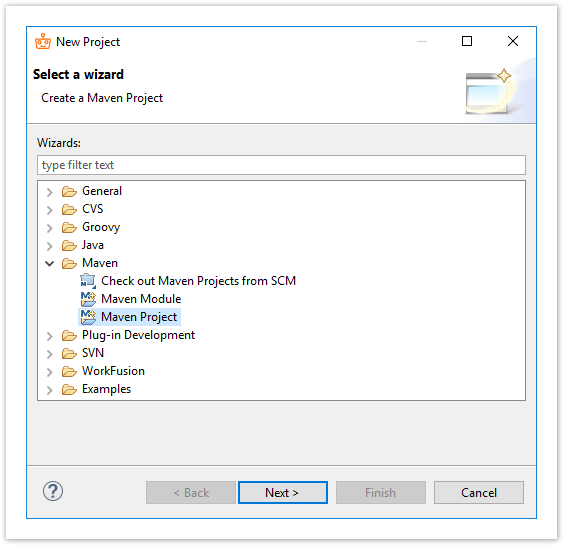 New Project
Select a wizard
Create a Maven Project
Wizards:
type filter text
General
CVS
Groovy
Java
Maven
Check out Maven Projects from SCM
Maven Module
Maven Project
Plug-in Development
SVN
WorkFusion
Examples
? < Back Next > Finish Cancel